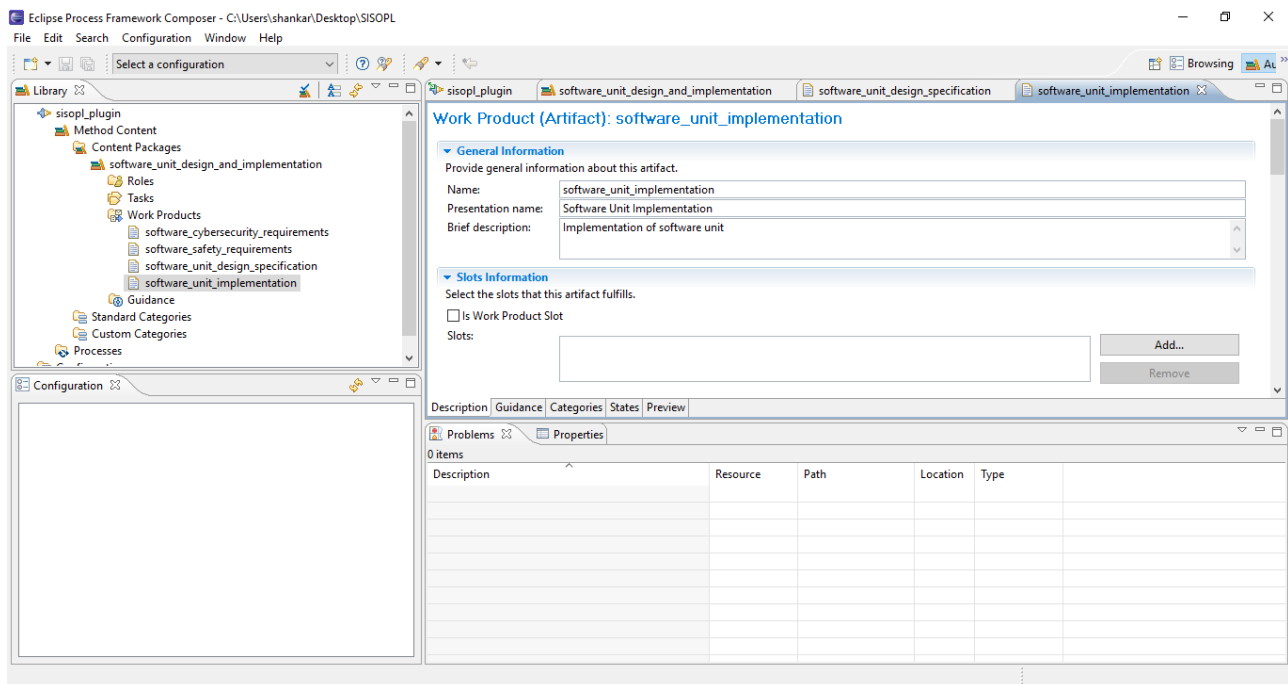 Eclipse Process Framework Composer - C:\Users\shankar\Desktop\SISOPL
File Edit Search Configuration Window Help
Select a configuration
Browsing
Library
sisopl_plugin
Method Content
Content Packages
software_unit_design_and_implementation
Roles
Tasks
Work Products
software_cybersecurity_requirements
software_safety_requirements
software_unit_design_specification
software_unit_implementation
Guidance
Standard Categories
Custom Categories
Processes
Configuration
sisopl_plugin software_unit_design_and_implementation software_unit_design_specification software_unit_implementation
Work Product (Artifact): software_unit_implementation
General Information
Provide general information about this artifact.
Name: software_unit_implementation
Presentation name: Software Unit Implementation
Brief description: Implementation of software unit
Slots Information
Select the slots that this artifact fulfills.
Is Work Product Slot
Slots:
Add...
Remove
Description Guidance Categories States Preview
Problems Properties
0 items
Description Resource Path Location Type